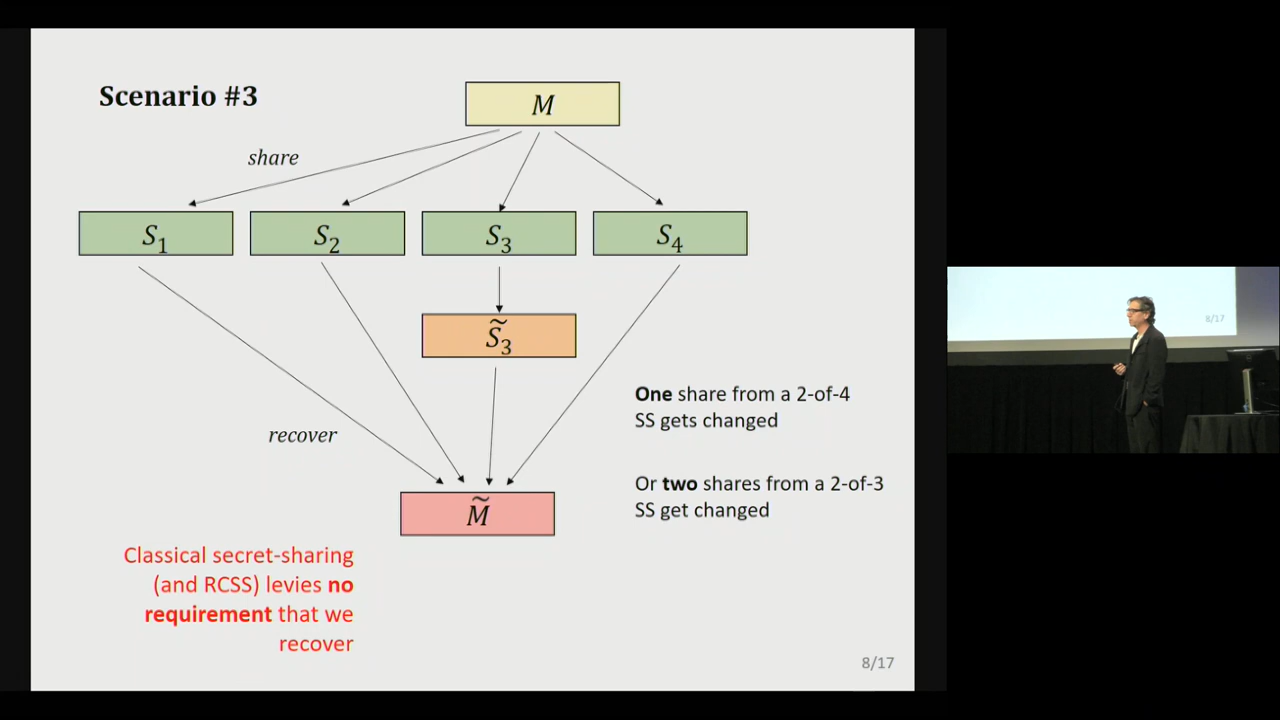 Scenario #3
M
share
S₁
S₂
S₃
S₄
S̃₃
One share from a 2-of-4
SS gets changed
recover
Or two shares from a 2-of-3
SS get changed
M̃
Classical secret-sharing
(and RCSS) levies no
requirement that we
recover
8/17
8/17